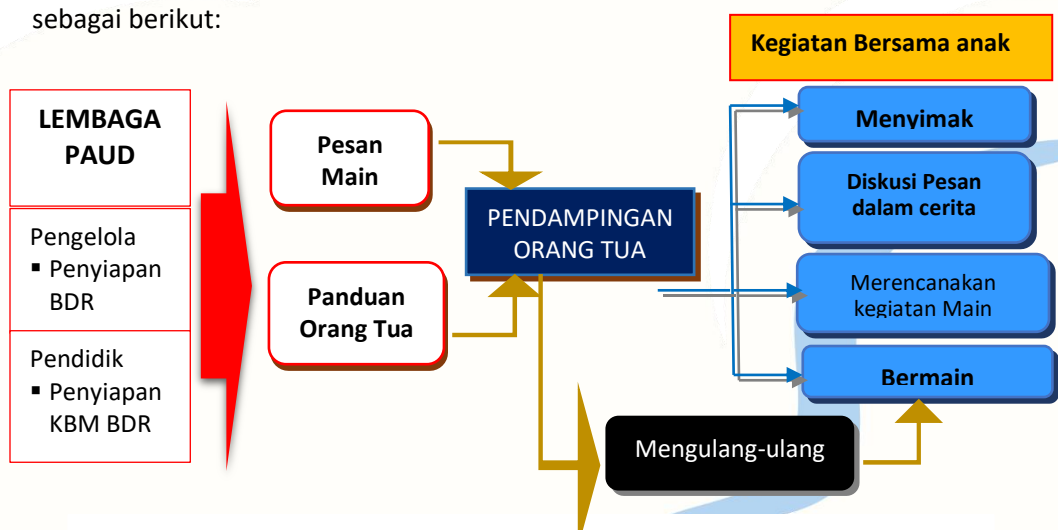 sebagai berikut:
Kegiatan Bersama anak
LEMBAGA
PAUD
Pengelola
▪ Penyiapan
BDR
Pendidik
▪ Penyiapan
KBM BDR
Pesan
Main
Panduan
Orang Tua
PENDAMPINGAN
ORANG TUA
Menyimak
Diskusi Pesan
dalam cerita
Merencanakan
kegiatan Main
Bermain
Mengulang-ulang